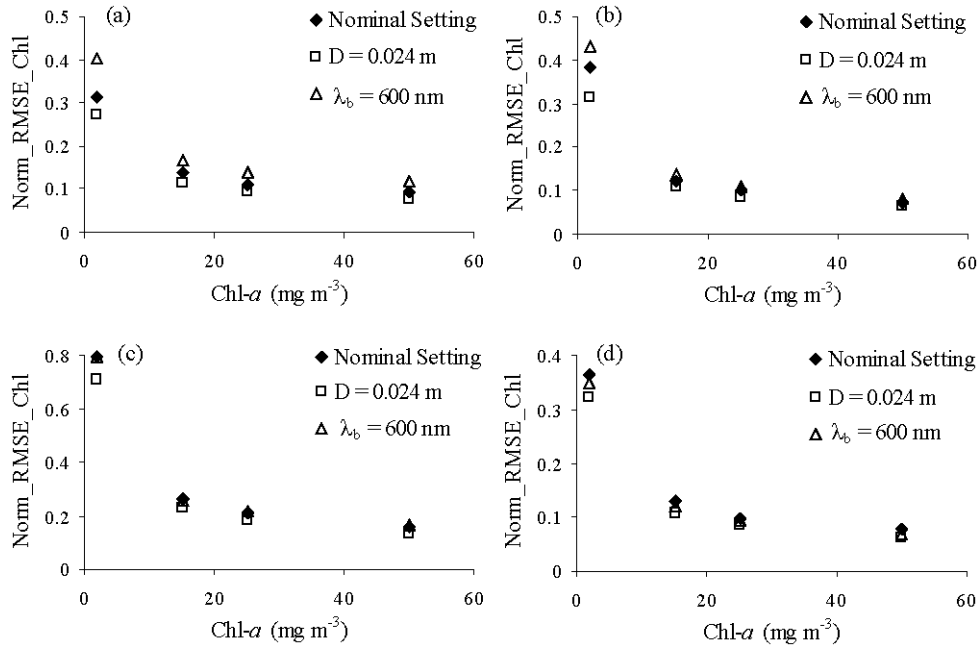 (a)
Nominal Setting
D = 0.024 m
λb = 600 nm
0.5
0.4
0.3
0.2
0.1
0
Norm_RMSE_Chl
0 20 40 60
Chl-a (mg m-3)
(b)
Nominal Setting
D = 0.024 m
λb = 600 nm
0.5
0.4
0.3
0.2
0.1
0
Norm_RMSE_Chl
0 20 40 60
Chl-a (mg m-3)
(c)
Nominal Setting
D = 0.024 m
λb = 600 nm
0.8
0.6
0.4
0.2
0
Norm_RMSE_Chl
0 20 40 60
Chl-a (mg m-3)
(d)
Nominal Setting
D = 0.024 m
λb = 600 nm
0.4
0.3
0.2
0.1
0
Norm_RMSE_Chl
0 20 40 60
Chl-a (mg m-3)